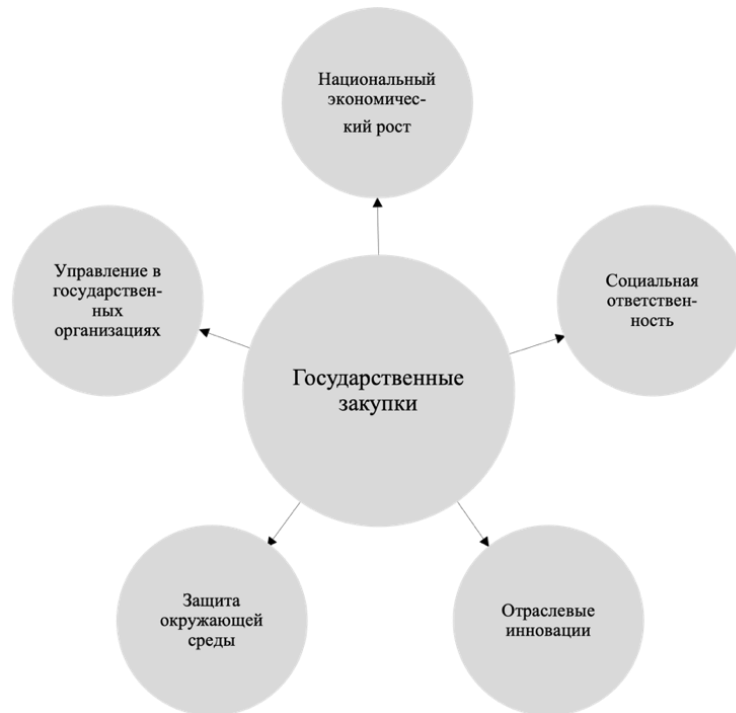 Национальный
экономичес-
кий рост
Управление в
государствен-
ных
организациях
Социальная
ответствен-
ность
Государственные
закупки
Защита
окружающей
среды
Отраслевые
инновации